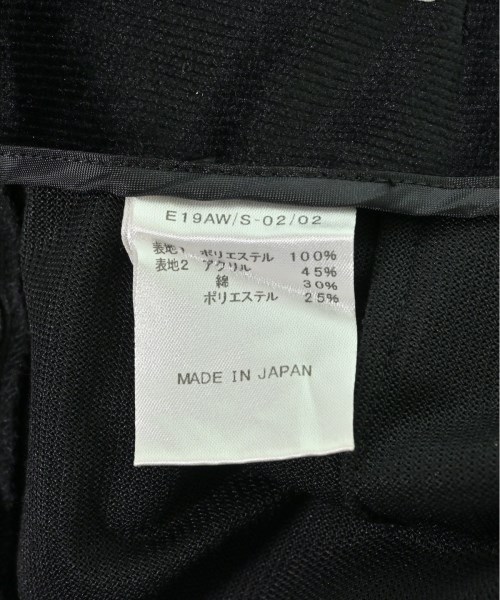 E19AW/S-02/02
表地1 ポリエステル 100%
表地2 アクリル 45%
綿 30%
ポリエステル 25%
MADE IN JAPAN